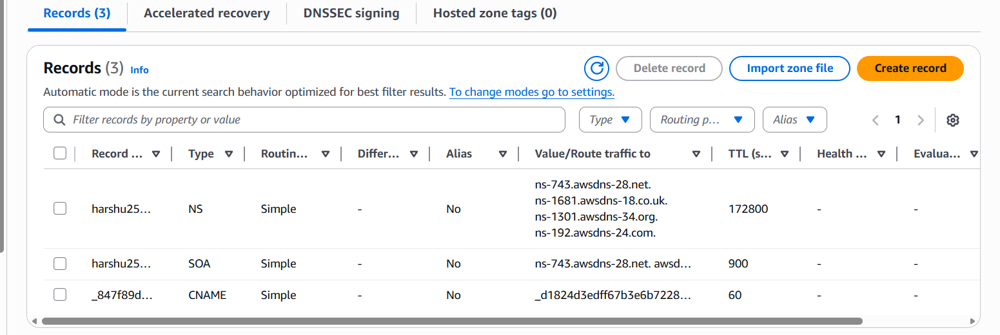 Records (3) Accelerated recovery DNSSEC signing Hosted zone tags (0)
Records (3) Info Delete record Import zone file Create record
Automatic mode is the current search behavior optimized for best filter results. To change modes go to settings.
Filter records by property or value Type Routing p... Alias 1
Record ... Type Routin... Differ... Alias Value/Route traffic to TTL (s... Health ... Evalua...
ns-743.awsdns-28.net.
ns-1681.awsdns-18.co.uk.
harshu25... NS Simple - No 172800 - -
ns-1301.awsdns-34.org.
ns-192.awsdns-24.com.
harshu25... SOA Simple - No ns-743.awsdns-28.net. awsd... 900 - -
_847f89d... CNAME Simple - No _d1824d3edff67b3e6b7228... 60 - -